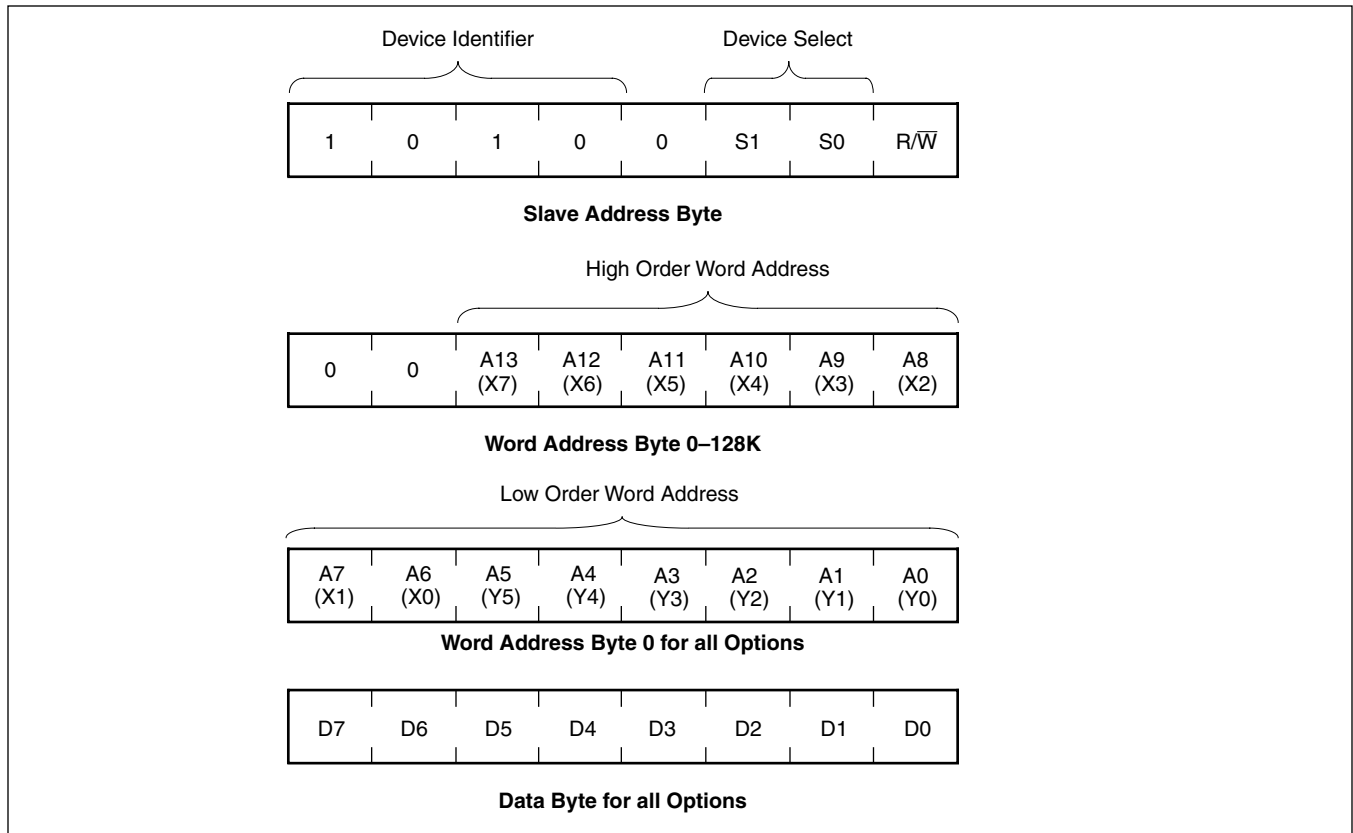 Device Identifier Device Select
1 0 1 0 0 S1 S0 R/W̅
Slave Address Byte
High Order Word Address
0 0 A13 A12 A11 A10 A9 A8
(X7) (X6) (X5) (X4) (X3) (X2)
Word Address Byte 0–128K
Low Order Word Address
A7 A6 A5 A4 A3 A2 A1 A0
(X1) (X0) (Y5) (Y4) (Y3) (Y2) (Y1) (Y0)
Word Address Byte 0 for all Options
D7 D6 D5 D4 D3 D2 D1 D0
Data Byte for all Options